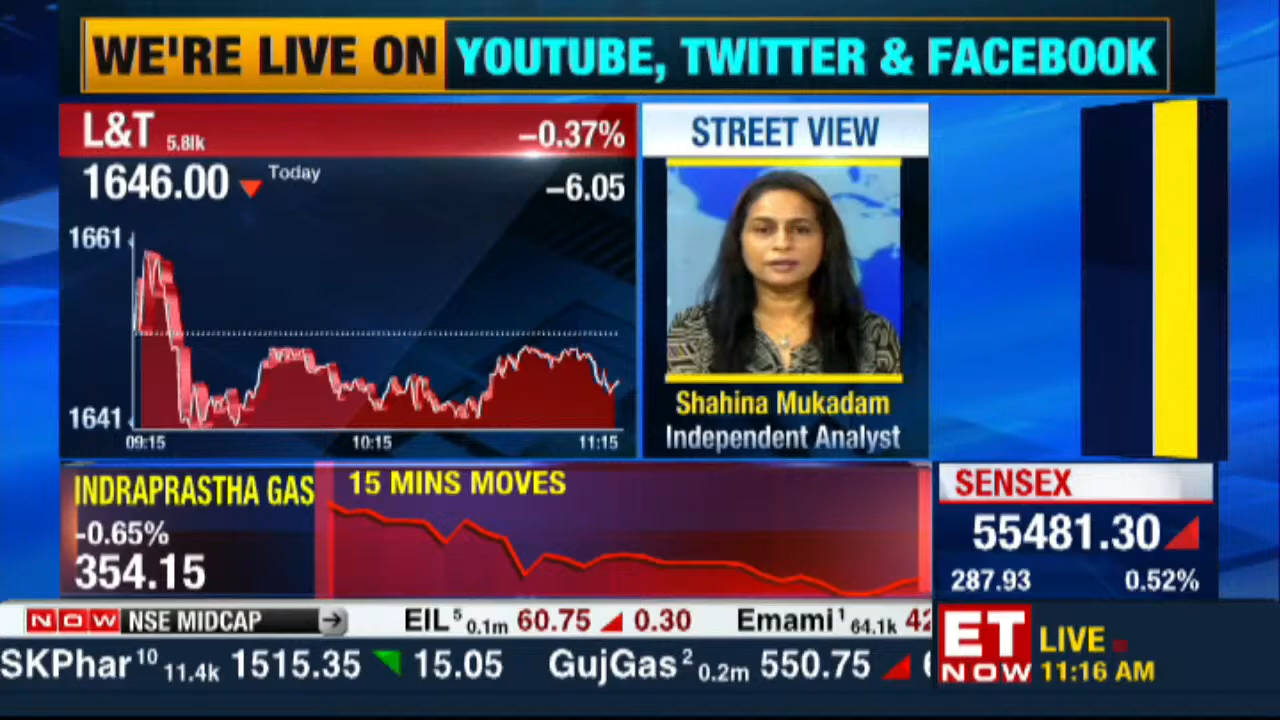 WE'RE LIVE ON YOUTUBE, TWITTER & FACEBOOK
L&T 5.8lk -0.37%
1646.00 Today -6.05
1661
1641
09:15 10:15 11:15
STREET VIEW
Shahina Mukadam
Independent Analyst
INDRAPRASTHA GAS
-0.65%
354.15
15 MINS MOVES
SENSEX
55481.30
287.93 0.52%
NOW NSE MIDCAP EIL 5 0.1m 60.75 0.30 Emami 1 64.1k
SKPhar 10 11.4k 1515.35 15.05 GujGas 2 0.2m 550.75
ET NOW
LIVE
11:16 AM